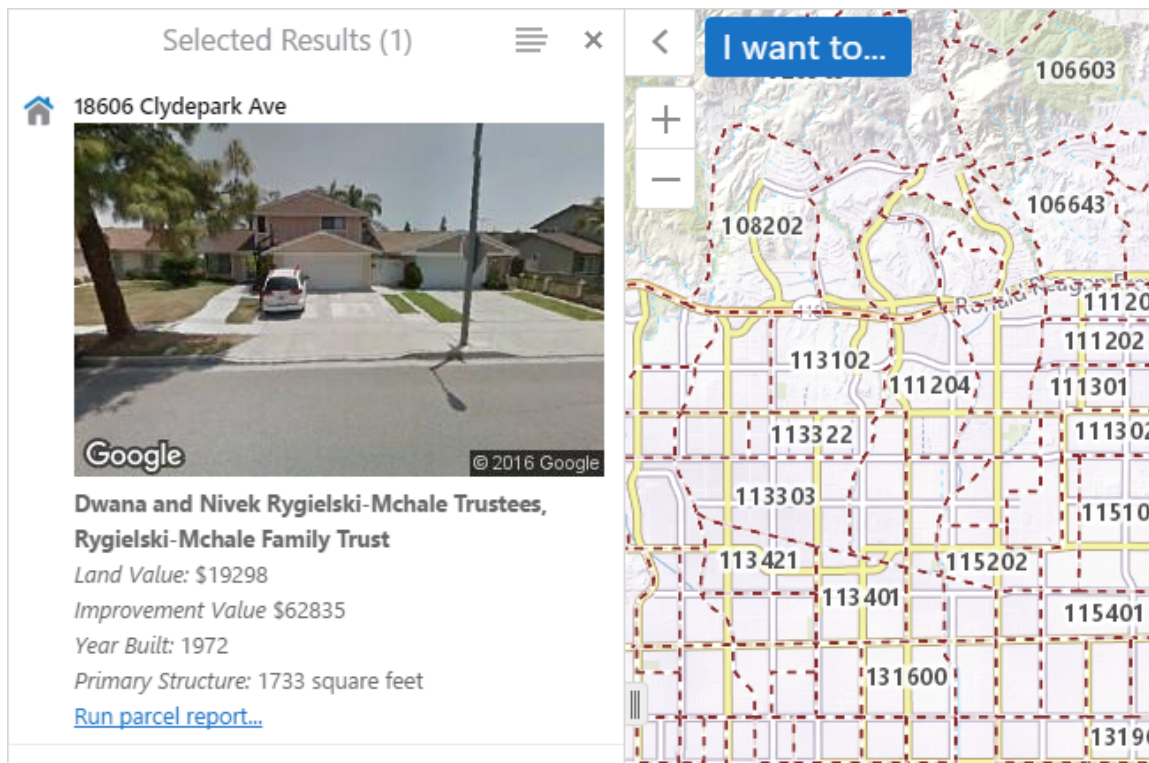 Selected Results (1)
18606 Clydepark Ave
Google
© 2016 Google
Dwana and Nivek Rygielski-Mchale Trustees,
Rygielski-Mchale Family Trust
Land Value: $19298
Improvement Value $62835
Year Built: 1972
Primary Structure: 1733 square feet
Run parcel report...
I want to...
106603
108202
106643
Ronald Reagan
111202
113102
111204
111301
113322
113303
113421
115202
113401
115401
131600